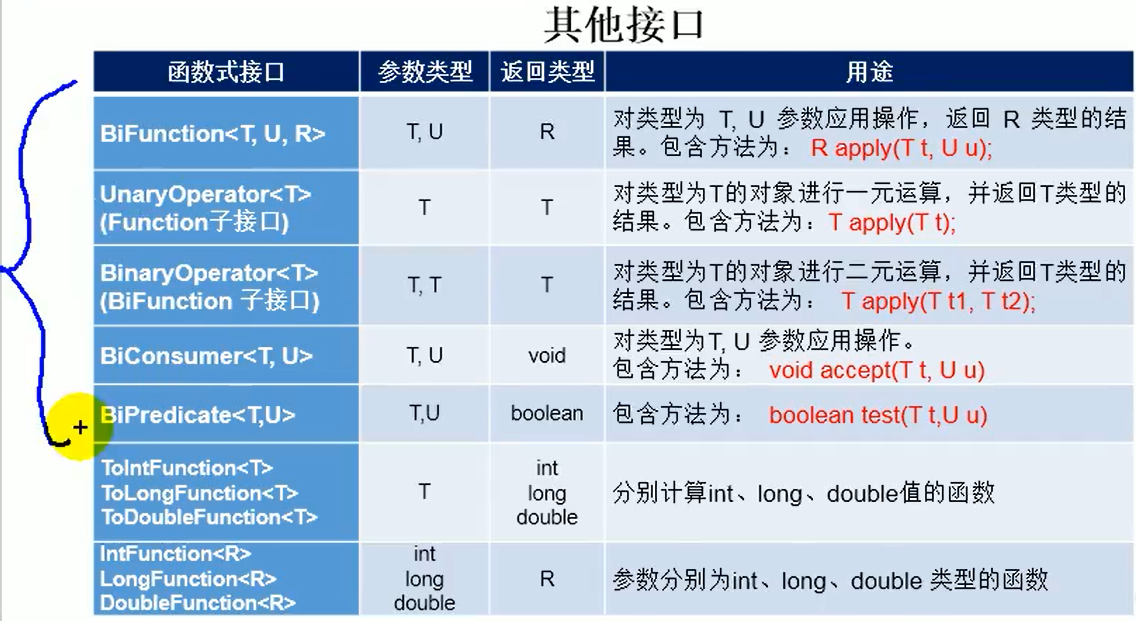 其他接口
函数式接口 参数类型 返回类型 用途
BiFunction<T, U, R> T, U R 对类型为 T, U 参数应用操作，返回 R 类型的结
果。包含方法为： R apply(T t, U u);
UnaryOperator<T>
(Function子接口) T T 对类型为T的对象进行一元运算，并返回T类型的
结果。包含方法为：T apply(T t);
BinaryOperator<T>
(BiFunction 子接口) T, T T 对类型为T的对象进行二元运算，并返回T类型的
结果。包含方法为： T apply(T t1, T t2);
BiConsumer<T, U> T, U void 对类型为T, U 参数应用操作。
包含方法为： void accept(T t, U u)
BiPredicate<T,U> T,U boolean 包含方法为： boolean test(T t,U u)
ToIntFunction<T>
ToLongFunction<T>
ToDoubleFunction<T>
T
int
long
double
分别计算int、long、double值的函数
IntFunction<R>
LongFunction<R>
DoubleFunction<R>
int
long
double
R
参数分别为int、long、double 类型的函数